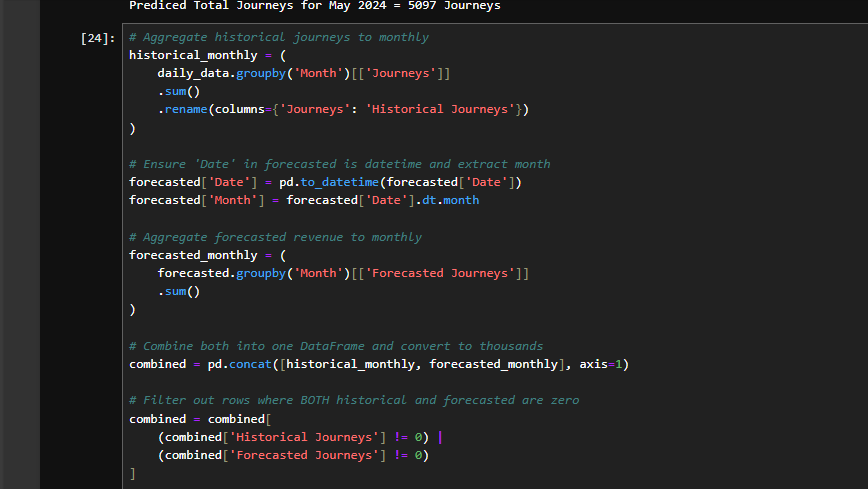 Prediced Total Journeys for May 2024 = 5097 Journeys
[24]:
# Aggregate historical journeys to monthly
historical_monthly = (
    daily_data.groupby('Month')[['Journeys']]
    .sum()
    .rename(columns={'Journeys': 'Historical Journeys'})
)
# Ensure 'Date' in forecasted is datetime and extract month
forecasted['Date'] = pd.to_datetime(forecasted['Date'])
forecasted['Month'] = forecasted['Date'].dt.month
# Aggregate forecasted revenue to monthly
forecasted_monthly = (
    forecasted.groupby('Month')[['Forecasted Journeys']]
    .sum()
)
# Combine both into one DataFrame and convert to thousands
combined = pd.concat([historical_monthly, forecasted_monthly], axis=1)
# Filter out rows where BOTH historical and forecasted are zero
combined = combined[
    (combined['Historical Journeys'] != 0) |
    (combined['Forecasted Journeys'] != 0)
]